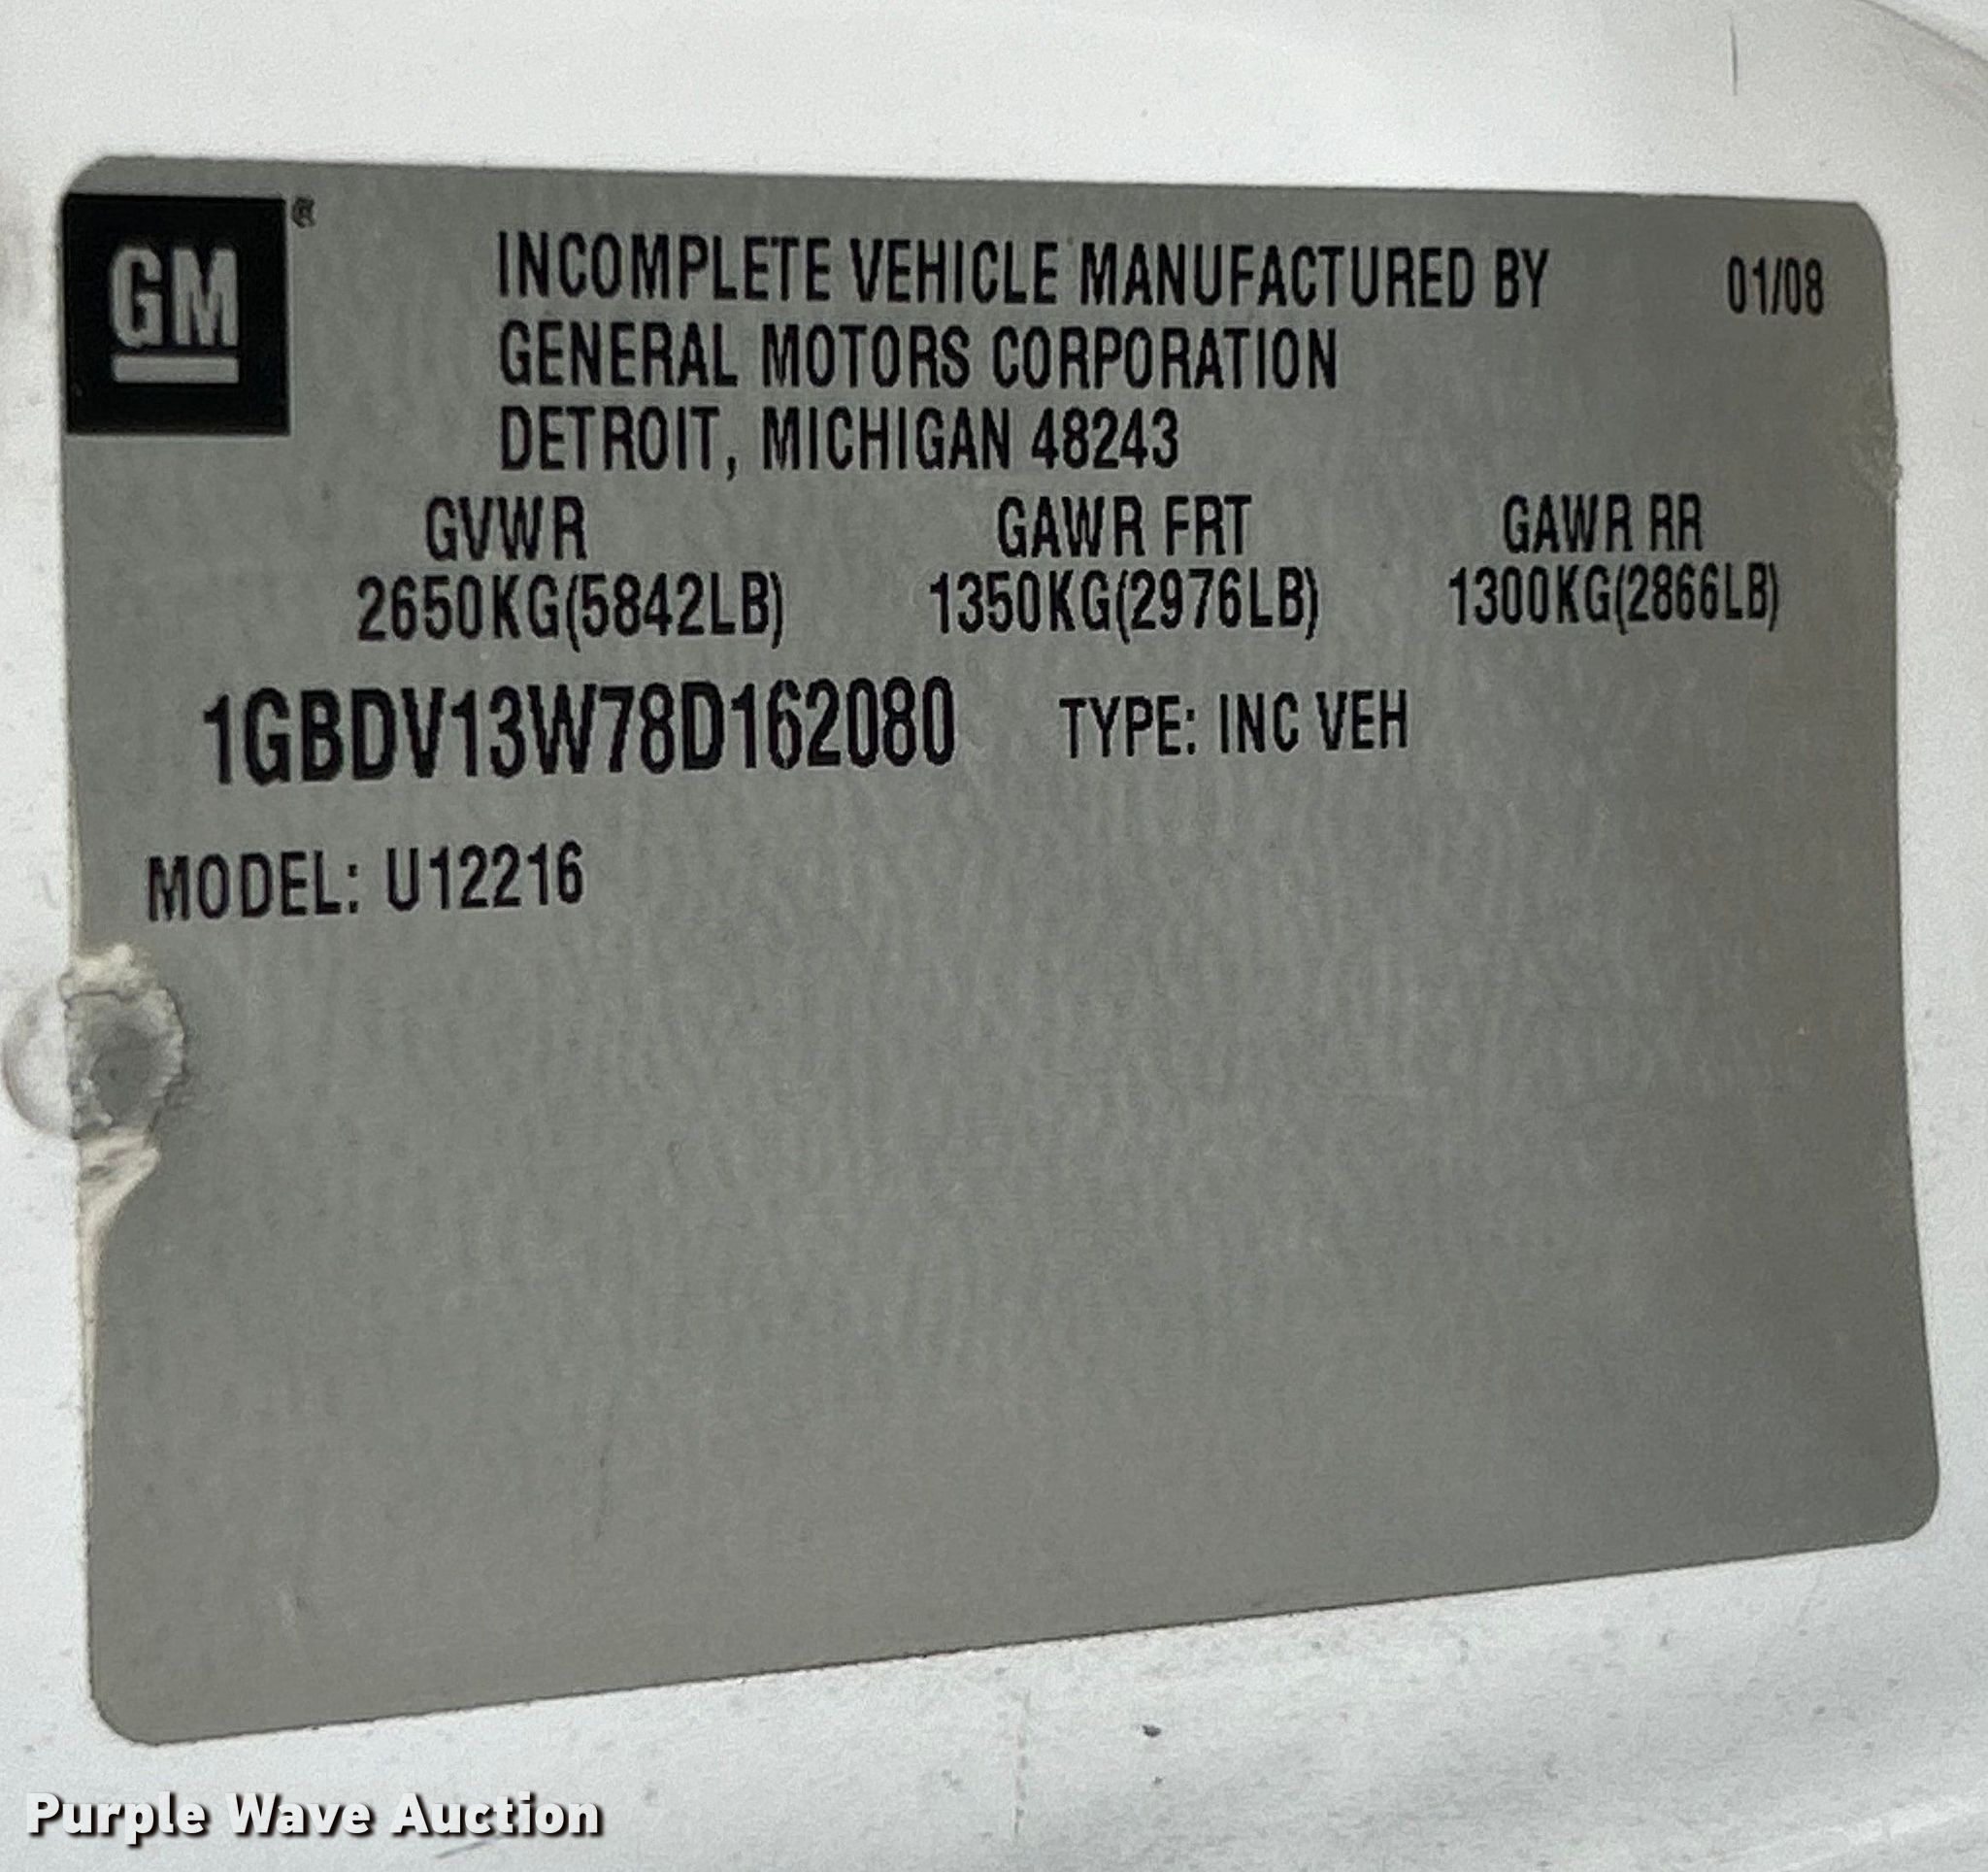 GM®
INCOMPLETE VEHICLE MANUFACTURED BY 01/08
GENERAL MOTORS CORPORATION
DETROIT, MICHIGAN 48243
GVWR GAWR FRT GAWR RR
2650KG(5842LB) 1350KG(2976LB) 1300KG(2866LB)
1GBDV13W78D162080 TYPE: INC VEH
MODEL: U12216
Purple Wave Auction